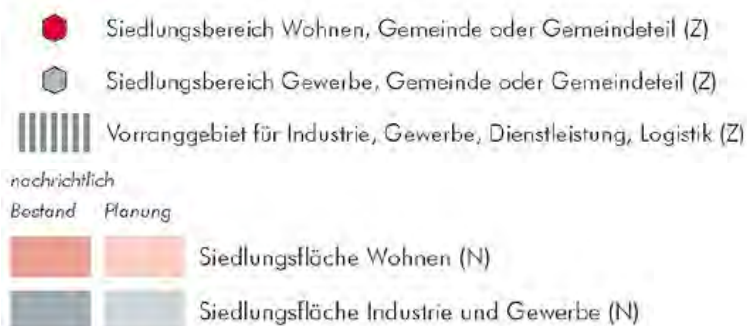 Siedlungsbereich Wohnen, Gemeinde oder Gemeindeteil (Z)
Siedlungsbereich Gewerbe, Gemeinde oder Gemeindeteil (Z)
Vorranggebiet für Industrie, Gewerbe, Dienstleistung, Logistik (Z)
nachrichtlich
Bestand Planung
Siedlungsfläche Wohnen (N)
Siedlungsfläche Industrie und Gewerbe (N)